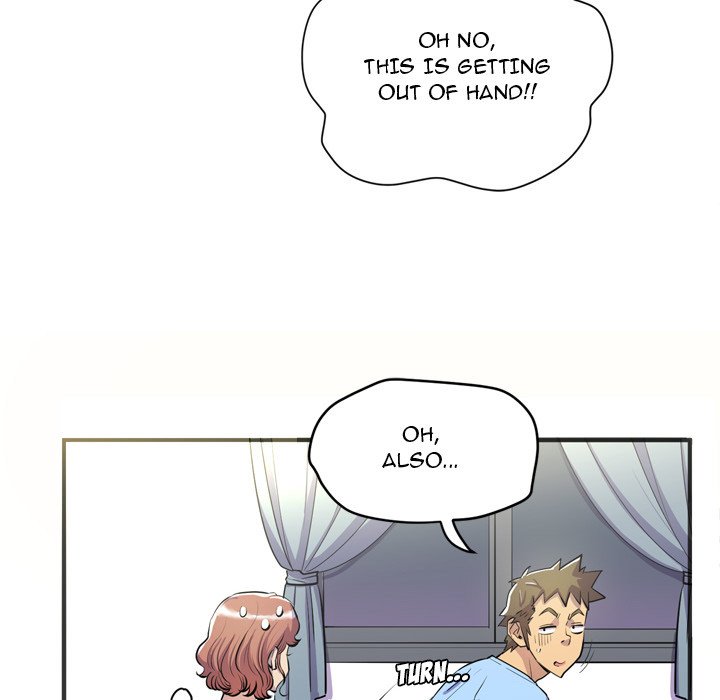 OH NO,
THIS IS GETTING
OUT OF HAND!!
OH,
ALSO...
TURN...